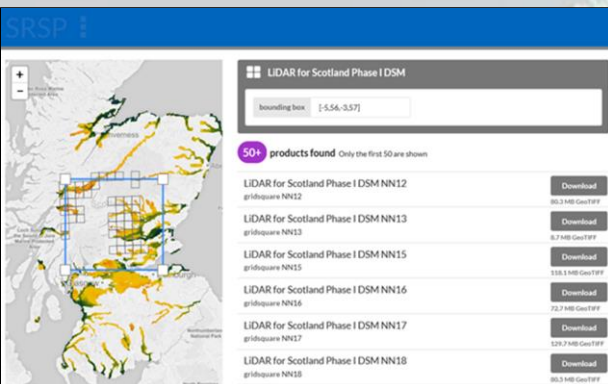 SRSP
+
−
Inverness
Glasgow
LiDAR for Scotland Phase I DSM
bounding box [-5,56,-3,57]
50+ products found Only the first 50 are shown
LiDAR for Scotland Phase I DSM NN12
Download
gridsquare NN12
80.3 MB GeoTIFF
LiDAR for Scotland Phase I DSM NN13
Download
gridsquare NN13
8.7 MB GeoTIFF
LiDAR for Scotland Phase I DSM NN15
Download
gridsquare NN15
118.1 MB GeoTIFF
LiDAR for Scotland Phase I DSM NN16
Download
gridsquare NN16
72.7 MB GeoTIFF
LiDAR for Scotland Phase I DSM NN17
Download
gridsquare NN17
129.7 MB GeoTIFF
LiDAR for Scotland Phase I DSM NN18
Download
gridsquare NN18
80.5 MB GeoTIFF